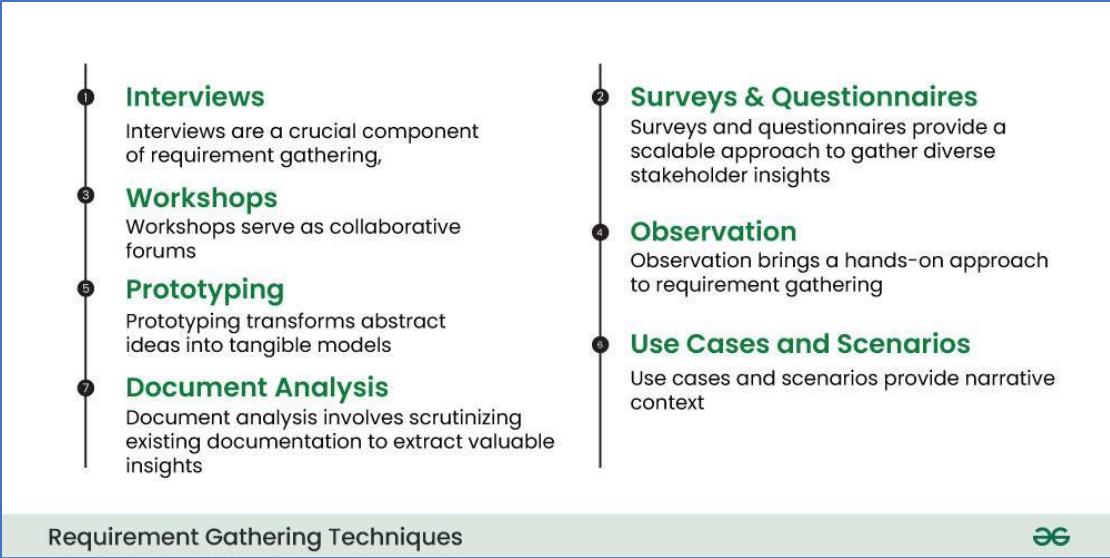 1
Interviews
Interviews are a crucial component
of requirement gathering,
2
Surveys & Questionnaires
Surveys and questionnaires provide a
scalable approach to gather diverse
stakeholder insights
3
Workshops
Workshops serve as collaborative
forums
4
Observation
Observation brings a hands-on approach
to requirement gathering
5
Prototyping
Prototyping transforms abstract
ideas into tangible models
6
Use Cases and Scenarios
Use cases and scenarios provide narrative
context
7
Document Analysis
Document analysis involves scrutinizing
existing documentation to extract valuable
insights
Requirement Gathering Techniques